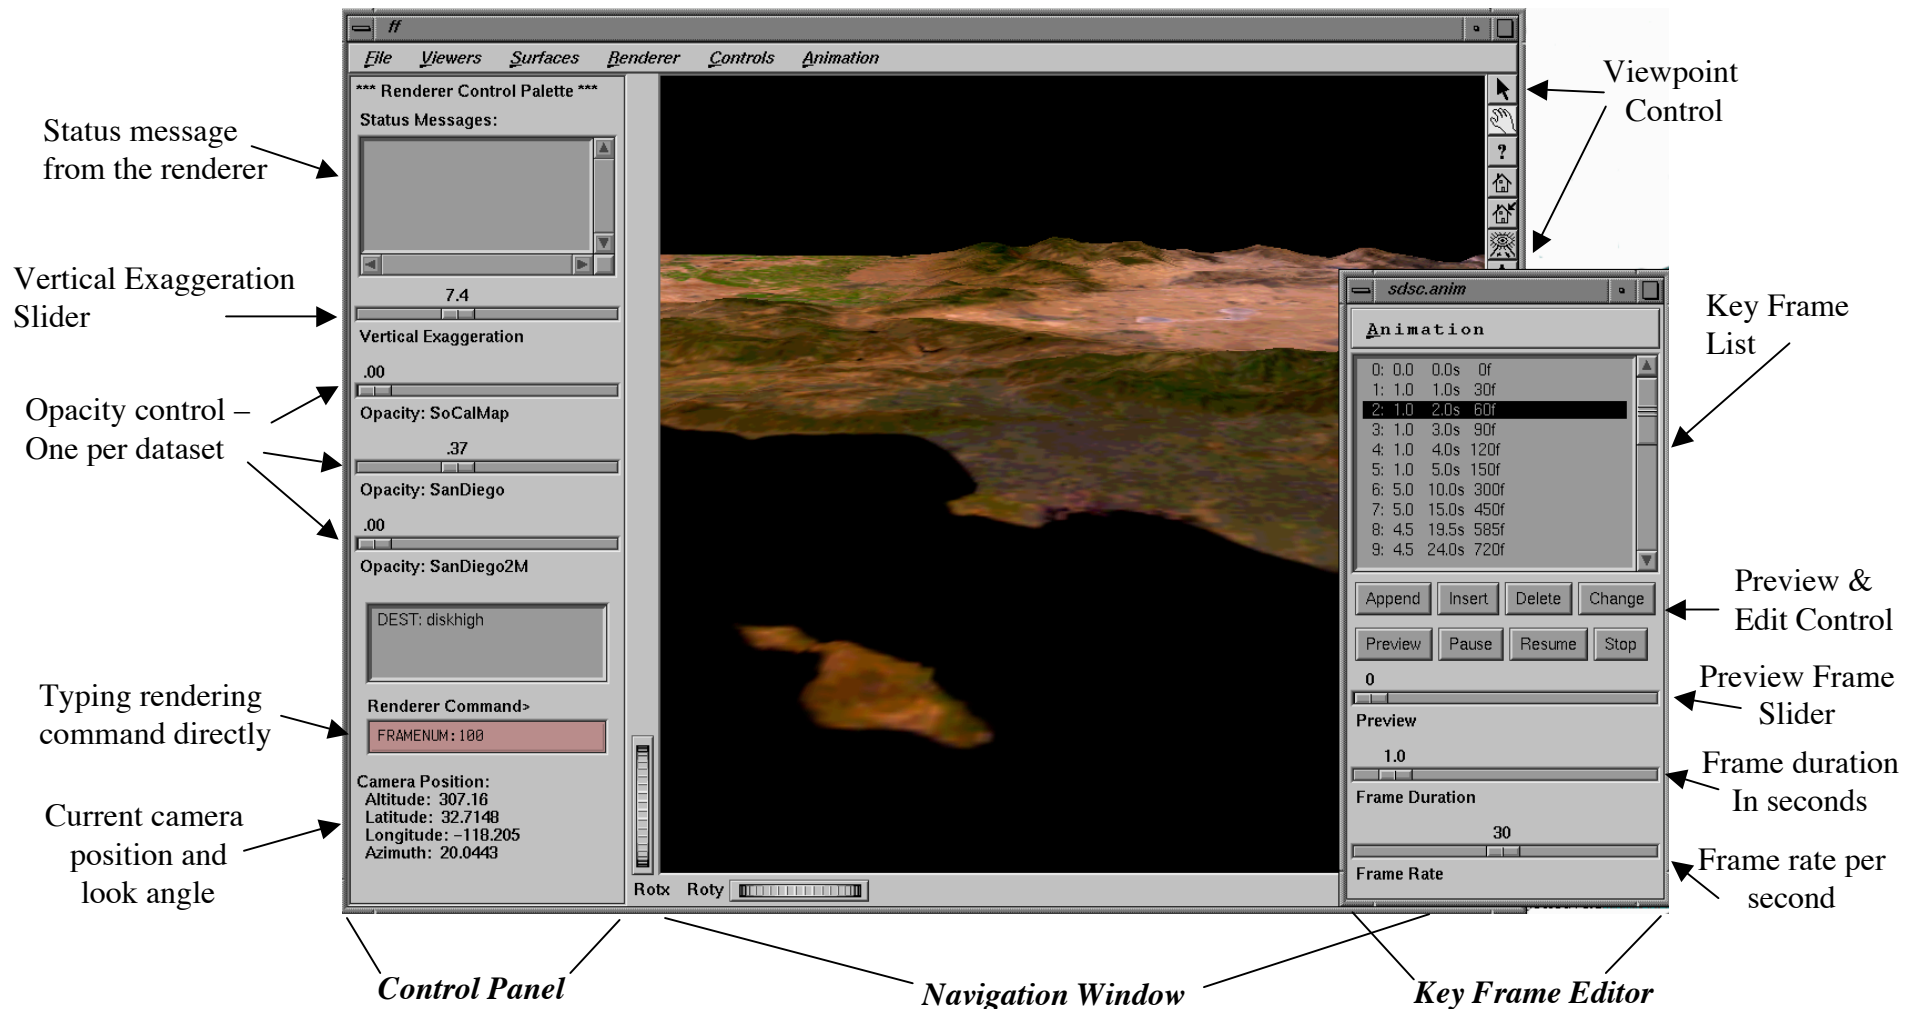 ff
File Viewers Surfaces Renderer Controls Animation
*** Renderer Control Palette ***
Status Messages:
7.4
Vertical Exaggeration
.00
Opacity: SoCalMap
.37
Opacity: SanDiego
.00
Opacity: SanDiego2M
DEST: diskhigh
Renderer Command>
FRAMENUM:100
Camera Position:
Altitude: 307.16
Latitude: 32.7148
Longitude: -118.205
Azimuth: 20.0443
Rotx Roty
?
sdsc.anim
Animation
0: 0.0 0.0s 0f
1: 1.0 1.0s 30f
2: 1.0 2.0s 60f
3: 1.0 3.0s 90f
4: 1.0 4.0s 120f
5: 1.0 5.0s 150f
6: 5.0 10.0s 300f
7: 5.0 15.0s 450f
8: 4.5 19.5s 585f
9: 4.5 24.0s 720f
Append Insert Delete Change
Preview Pause Resume Stop
0
Preview
1.0
Frame Duration
30
Frame Rate
Status message
from the renderer
Vertical Exaggeration
Slider
Opacity control –
One per dataset
Typing rendering
command directly
Current camera
position and
look angle
Viewpoint
Control
Key Frame
List
Preview &
Edit Control
Preview Frame
Slider
Frame duration
In seconds
Frame rate per
second
Control Panel
Navigation Window
Key Frame Editor